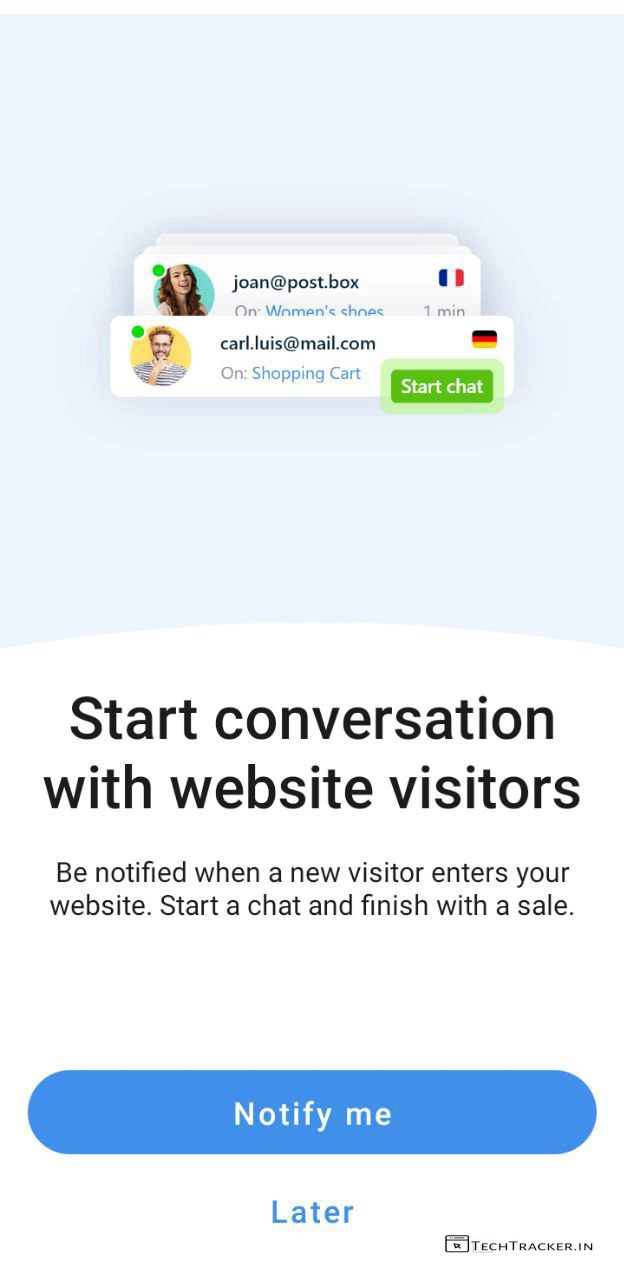 joan@post.box
On: Women's shoes 1 min
carl.luis@mail.com
On: Shopping Cart
Start chat
Start conversation
with website visitors
Be notified when a new visitor enters your
website. Start a chat and finish with a sale.
Notify me
Later
TECHTRACKER.IN